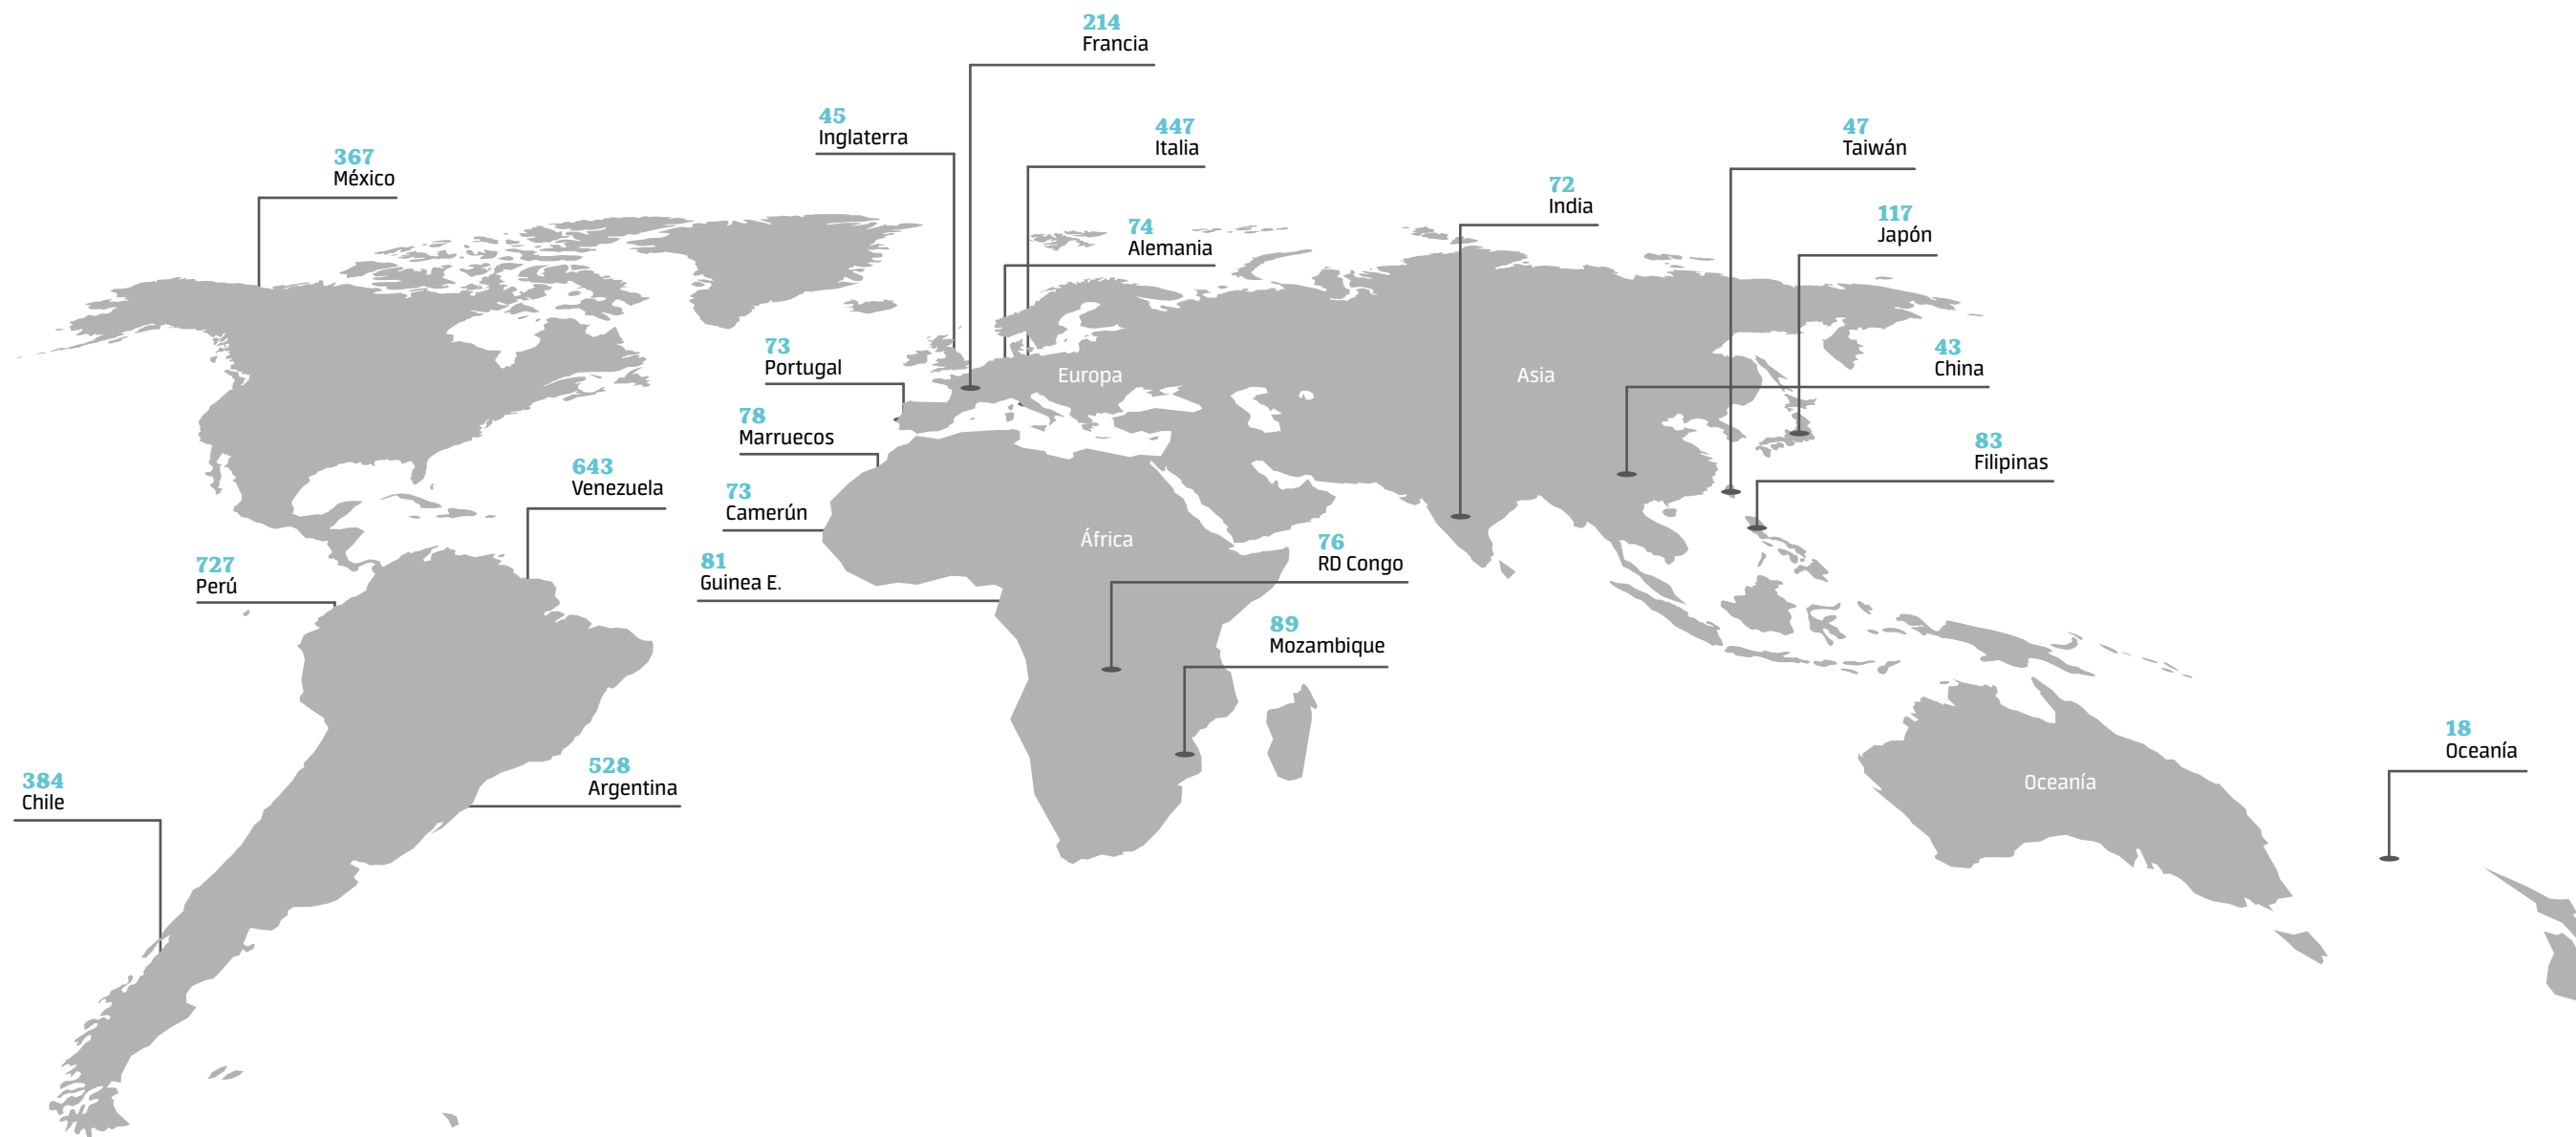 214
Francia
45
Inglaterra
447
Italia
47
Taiwán
367
México
72
India
117
Japón
74
Alemania
73
Portugal
Europa
Asia
43
China
78
Marruecos
83
Filipinas
643
Venezuela
73
Camerún
África
76
RD Congo
727
Perú
81
Guinea E.
89
Mozambique
18
Oceanía
384
Chile
528
Argentina
Oceanía